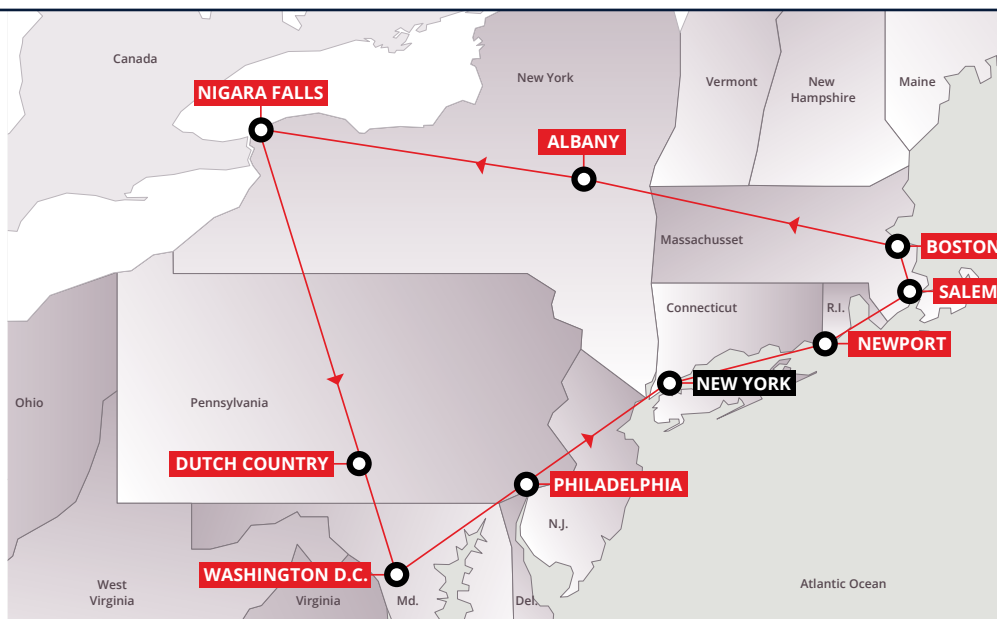 Canada
New York
Vermont
New
Hampshire
Maine
NIGARA FALLS
ALBANY
Massachusset
BOSTON
SALEM
Connecticut
R.I.
NEWPORT
NEW YORK
Ohio
Pennsylvania
DUTCH COUNTRY
PHILADELPHIA
N.J.
WASHINGTON D.C.
West
Virginia
Virginia
Md.
Del.
Atlantic Ocean